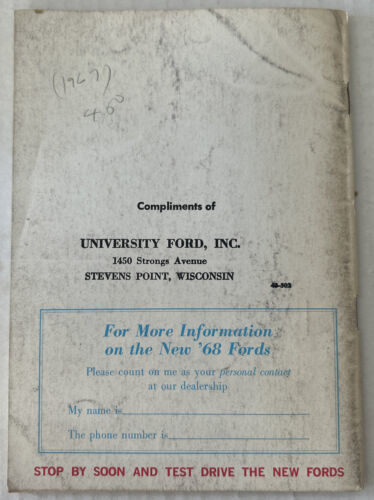 (1967)
Compliments of
UNIVERSITY FORD, INC.
1450 Strongs Avenue
STEVENS POINT, WISCONSIN
For More Information
on the New '68 Fords
Please count on me as your personal contact
at our dealership
My name is
The phone number is
STOP BY SOON AND TEST DRIVE THE NEW FORDS